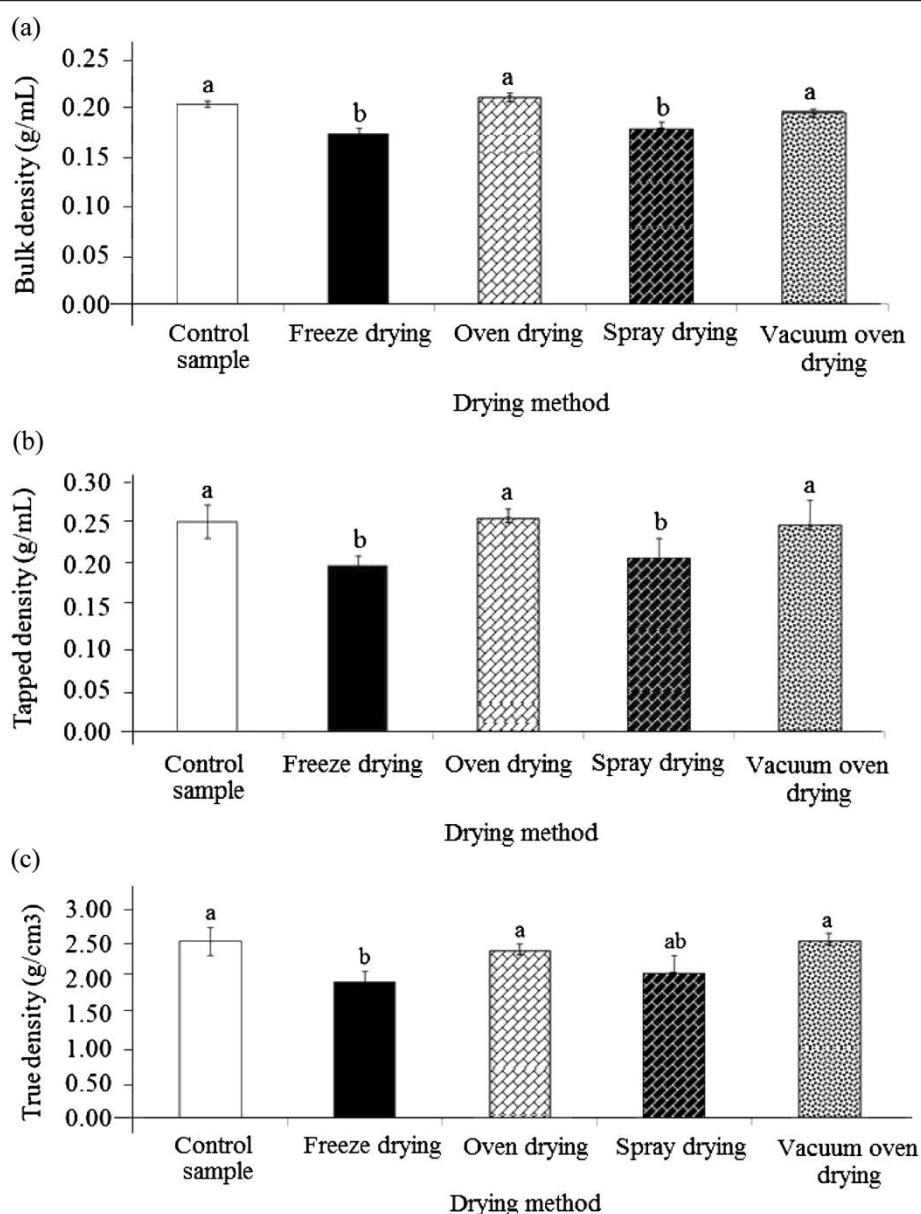 (a)
Bulk density (g/mL)
0.25
0.20
0.15
0.10
0.05
0.00
a
b
a
b
a
Control
sample
Freeze drying
Oven drying
Spray drying
Vacuum oven
drying
Drying method
(b)
Tapped density (g/mL)
0.30
0.25
0.20
0.15
0.10
0.05
0.00
a
b
a
b
a
Control
sample
Freeze drying
Oven drying
Spray drying
Vacuum oven
drying
Drying method
(c)
True density (g/cm3)
3.00
2.50
2.00
1.50
1.00
0.50
0.00
a
b
a
ab
a
Control
sample
Freeze drying
Oven drying
Spray drying
Vacuum oven
drying
Drying method